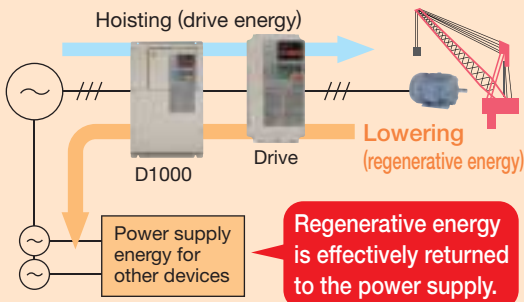 Hoisting (drive energy)
Lowering
(regenerative energy)
Drive
D1000
Power supply
energy for
other devices
Regenerative energy
is effectively returned
to the power supply.